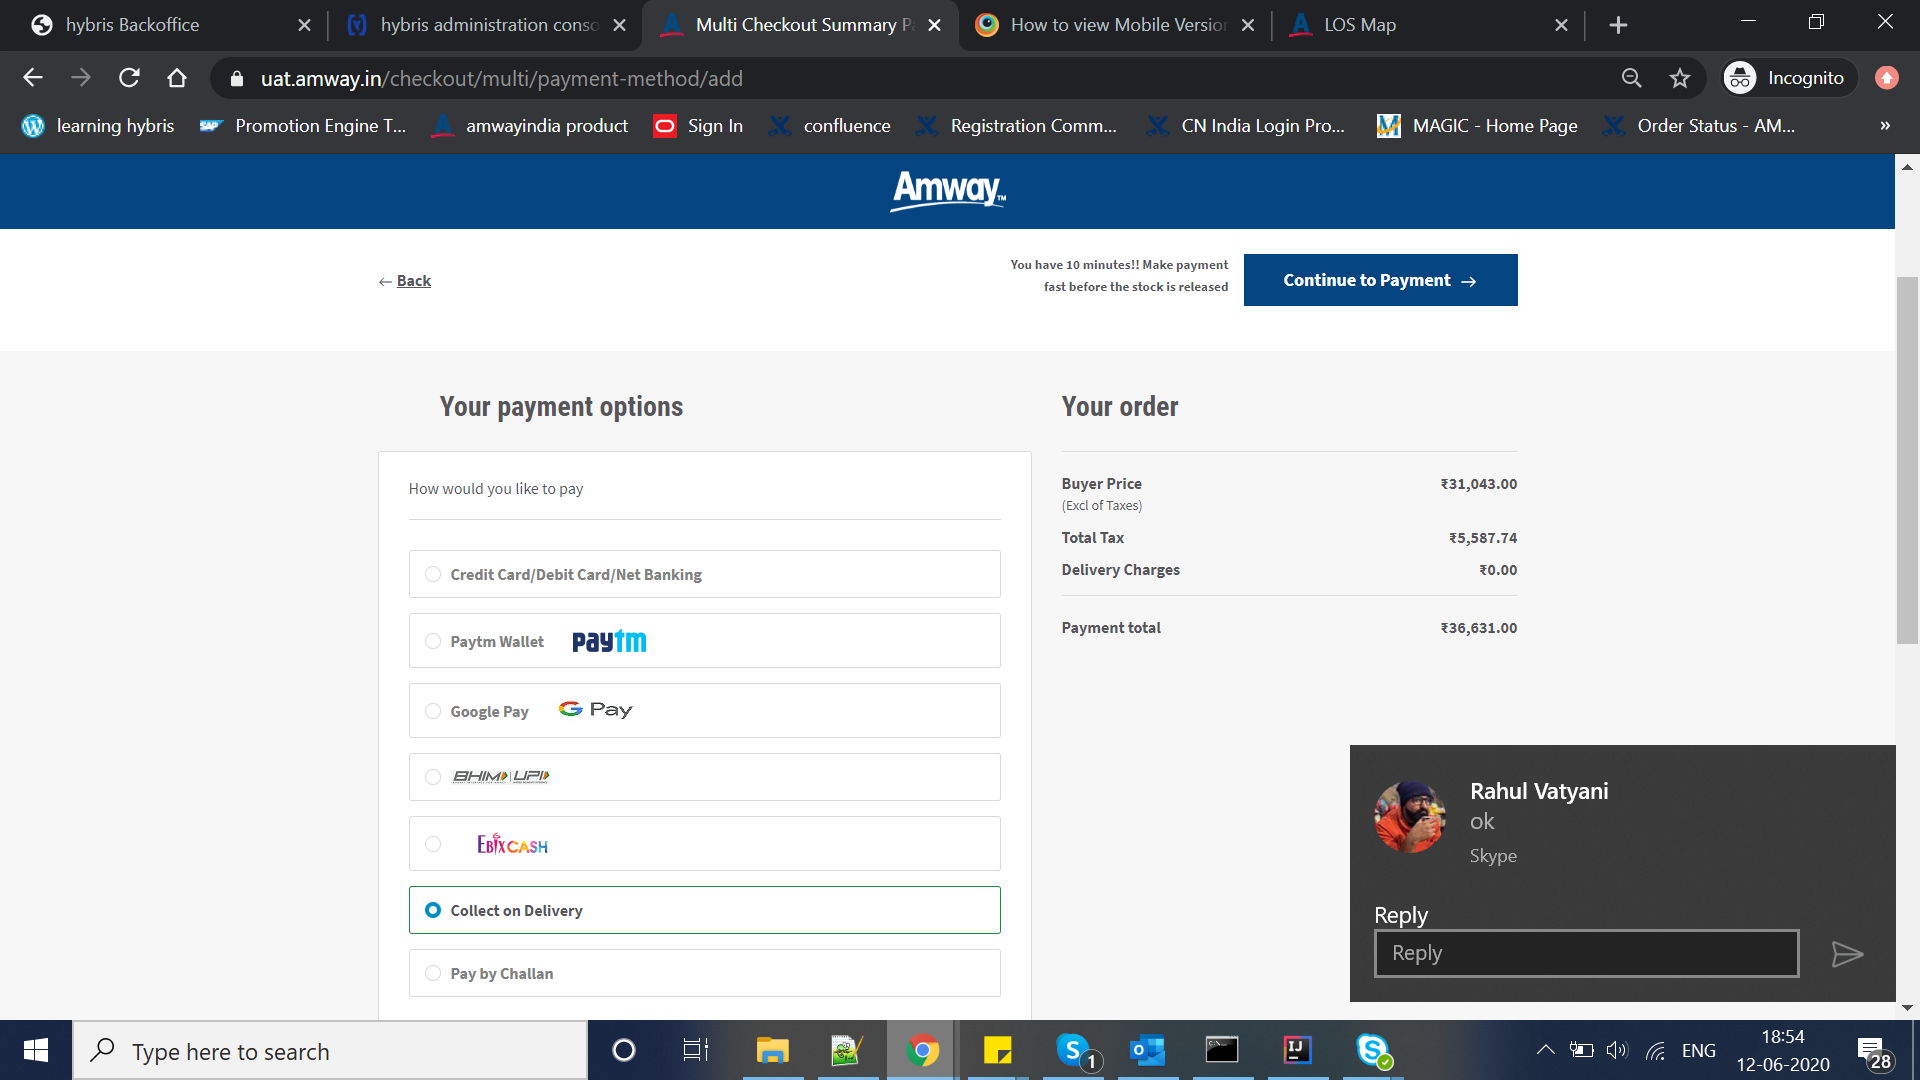 hybris Backoffice
hybris administration conso
Multi Checkout Summary P
How to view Mobile Version
LOS Map
uat.amway.in/checkout/multi/payment-method/add
Incognito
learning hybris
Promotion Engine T...
amwayindia product
Sign In
confluence
Registration Comm...
CN India Login Pro...
MAGIC - Home Page
Order Status - AM...
»
Amway™
← Back
You have 10 minutes!! Make payment
fast before the stock is released
Continue to Payment →
Your payment options
Your order
How would you like to pay
Credit Card/Debit Card/Net Banking
Paytm Wallet paytm
Google Pay G Pay
BHIM UPI
EBIXCASH
Collect on Delivery
Pay by Challan
Buyer Price ₹31,043.00
(Excl of Taxes)
Total Tax ₹5,587.74
Delivery Charges ₹0.00
Payment total ₹36,631.00
Rahul Vatyani
ok
Skype
Reply
Reply
Type here to search
1
ENG
18:54
12-06-2020
28